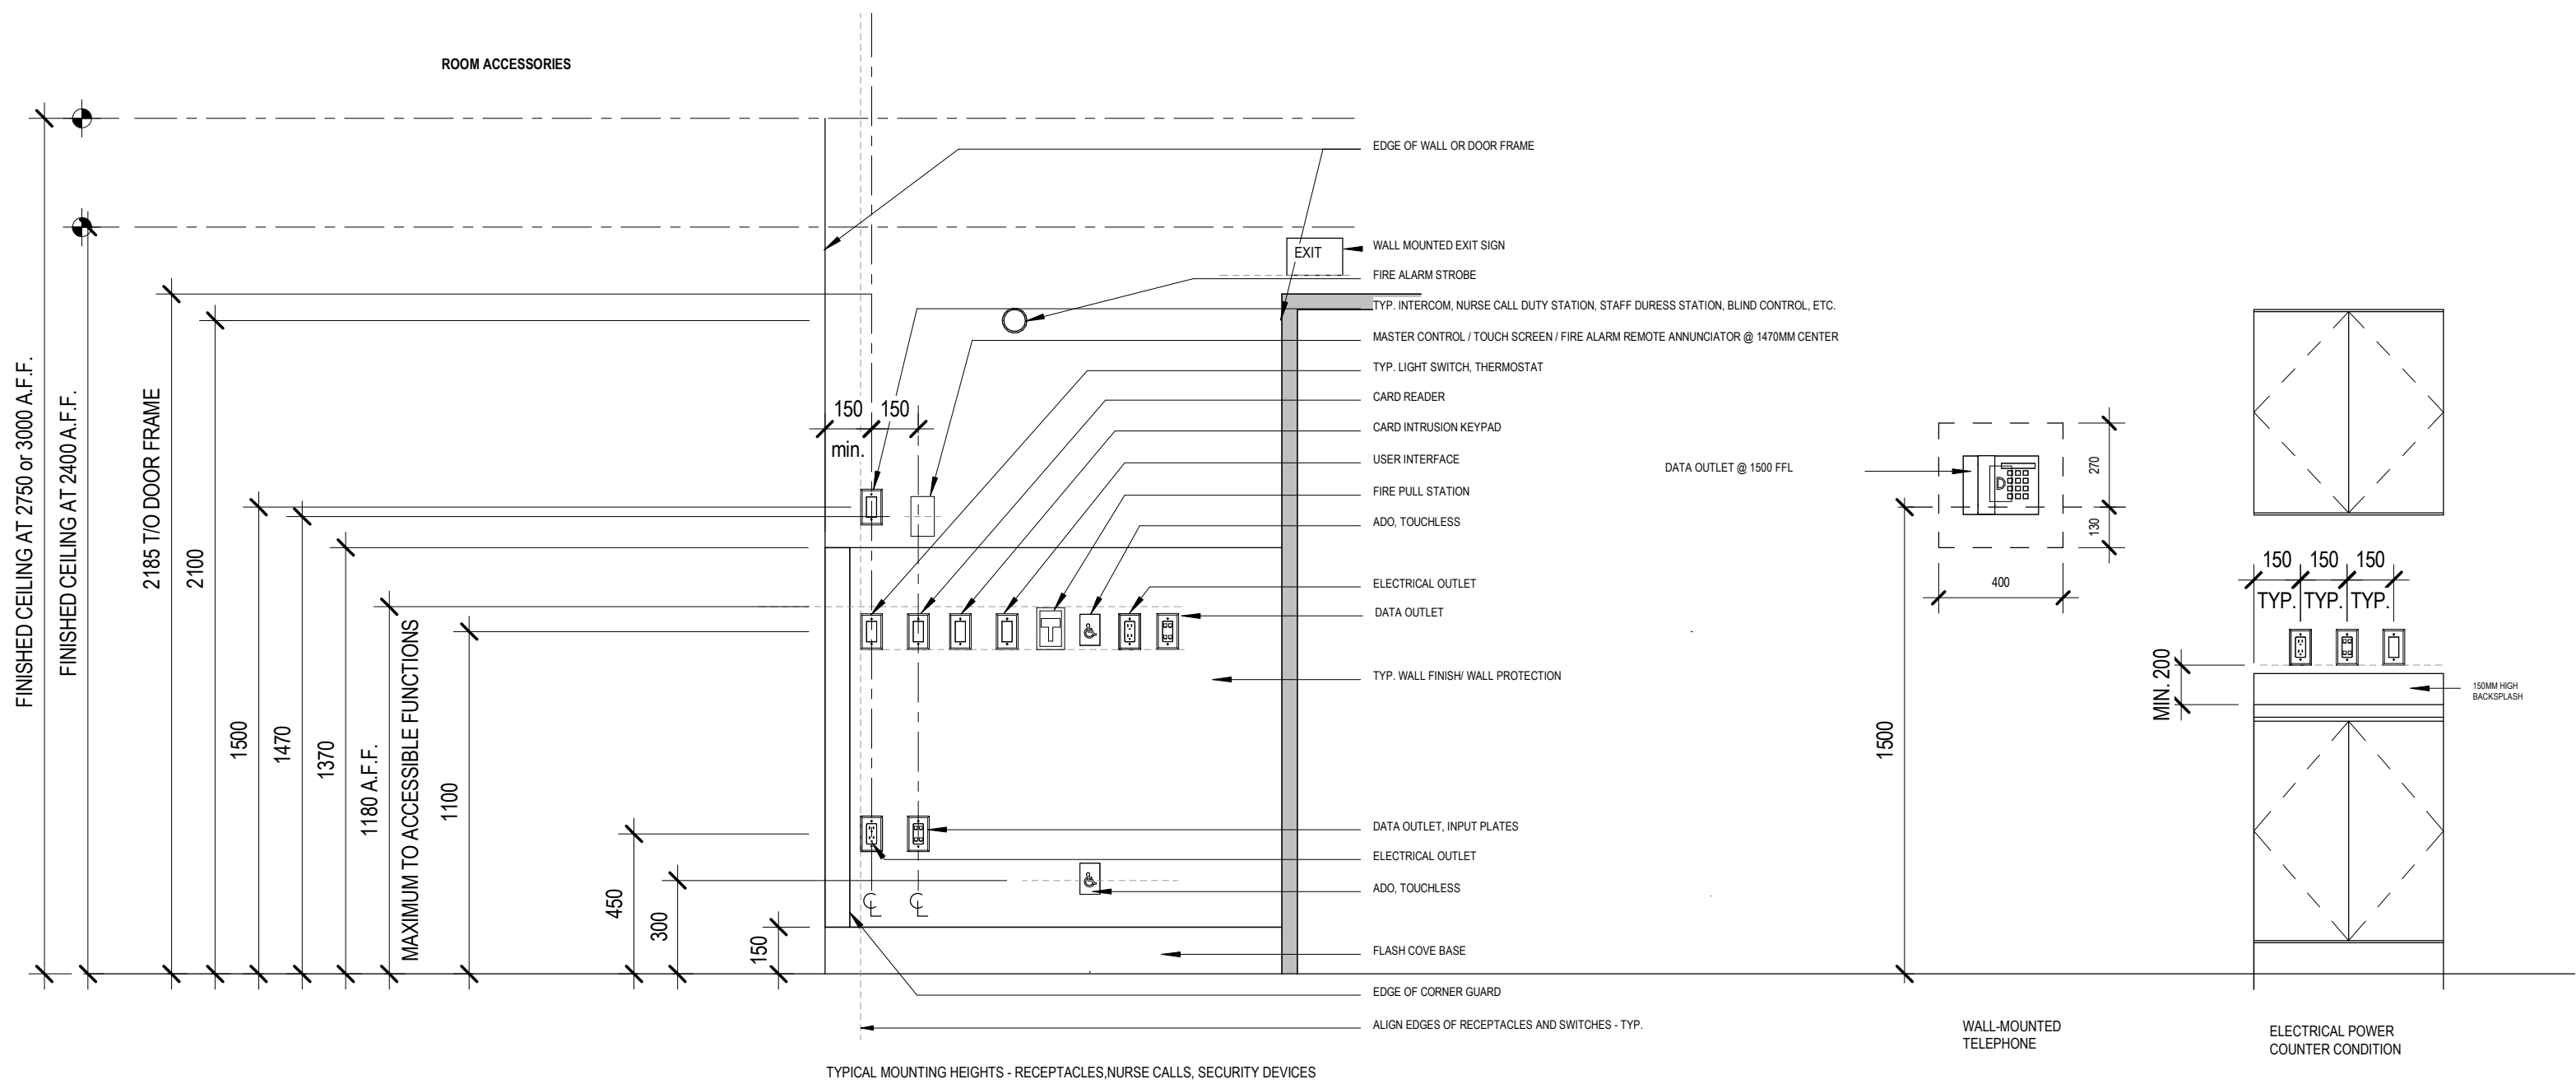 ROOM ACCESSORIES
FINISHED CEILING AT 2750 or 3000 A.F.F.
FINISHED CEILING AT 2400 A.F.F.
2185 T/O DOOR FRAME
2100
1500
1470
1370
1180 A.F.F.
MAXIMUM TO ACCESSIBLE FUNCTIONS
1100
450
300
150
150
min.
150
EXIT
EDGE OF WALL OR DOOR FRAME
WALL MOUNTED EXIT SIGN
FIRE ALARM STROBE
TYP. INTERCOM, NURSE CALL DUTY STATION, STAFF DURESS STATION, BLIND CONTROL, ETC.
MASTER CONTROL / TOUCH SCREEN / FIRE ALARM REMOTE ANNUNCIATOR @ 1470MM CENTER
TYP. LIGHT SWITCH, THERMOSTAT
CARD READER
CARD INTRUSION KEYPAD
USER INTERFACE
FIRE PULL STATION
ADO, TOUCHLESS
ELECTRICAL OUTLET
DATA OUTLET
TYP. WALL FINISH/ WALL PROTECTION
DATA OUTLET, INPUT PLATES
ELECTRICAL OUTLET
ADO, TOUCHLESS
FLASH COVE BASE
EDGE OF CORNER GUARD
ALIGN EDGES OF RECEPTACLES AND SWITCHES - TYP.
TYPICAL MOUNTING HEIGHTS - RECEPTACLES,NURSE CALLS, SECURITY DEVICES
DATA OUTLET @ 1500 FFL
270
130
400
1500
WALL-MOUNTED
TELEPHONE
150 150 150
TYP. TYP. TYP.
MIN. 200
150MM HIGH
BACKSPLASH
ELECTRICAL POWER
COUNTER CONDITION